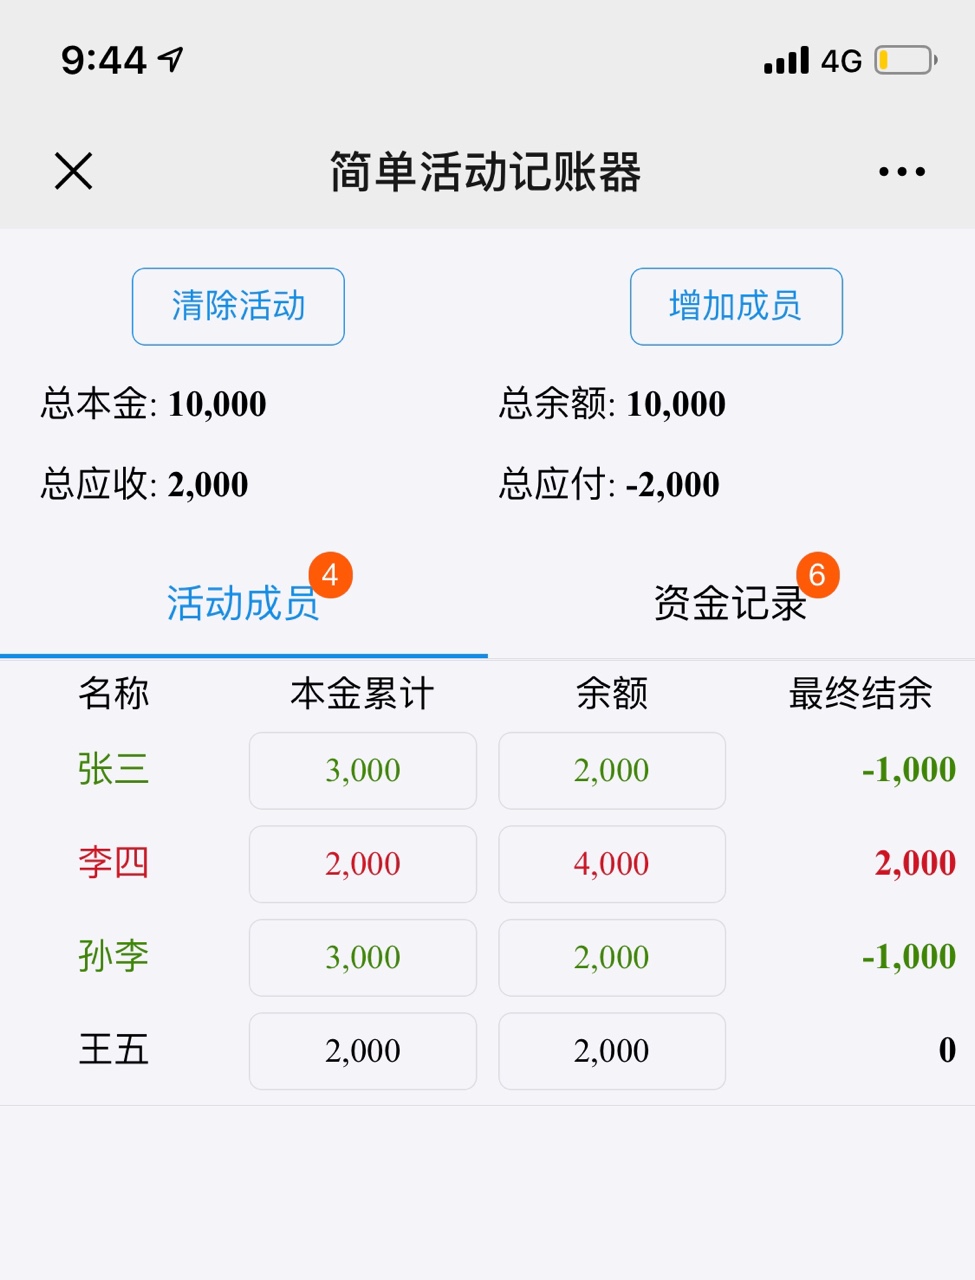 9:44 4G
简单活动记账器
清除活动 增加成员
总本金: 10,000 总余额: 10,000
总应收: 2,000 总应付: -2,000
活动成员 4 资金记录 6
名称 本金累计 余额 最终结余
张三 3,000 2,000 -1,000
李四 2,000 4,000 2,000
孙李 3,000 2,000 -1,000
王五 2,000 2,000 0